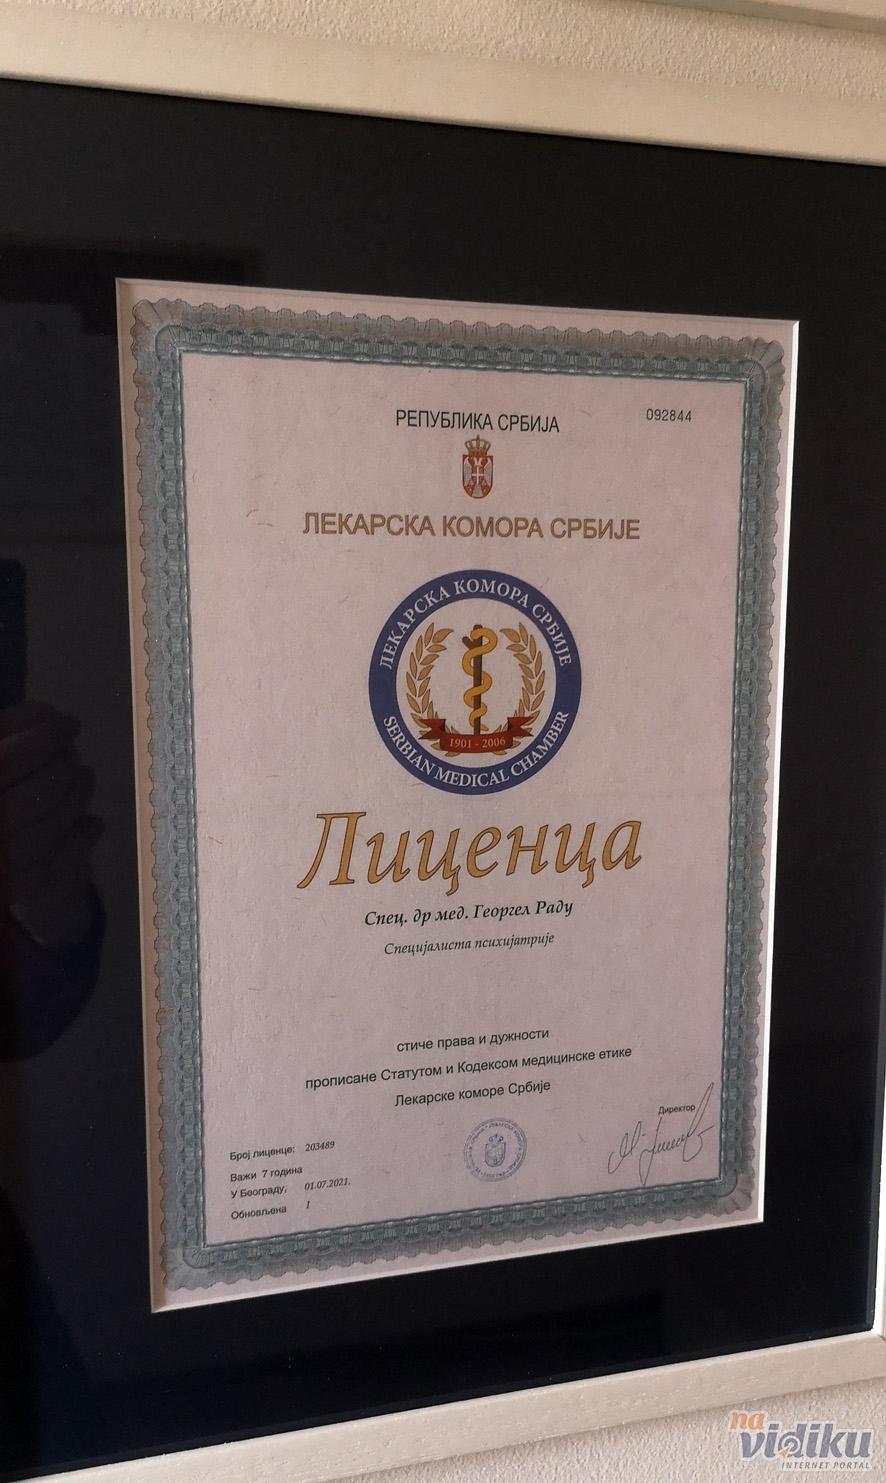 РЕПУБЛИКА СРБИЈА
092844
ЛЕКАРСКА КОМОРА СРБИЈЕ
ЛЕКАРСКА КОМОРА СРБИЈЕ
1901 - 2006
SERBIAN MEDICAL CHAMBER
Лиценца
Спец. др мед. Георгел Раду
Специјалиста психијатрије
стиче права и дужности
прописане Статутом и Кодексом медицинске етике
Лекарске коморе Србије
Директор
Број лиценце: 203489
Важи 7 година
У Београду, 01.07.2021.
Обновљена 1
na
vidiku
INTERNET PORTAL